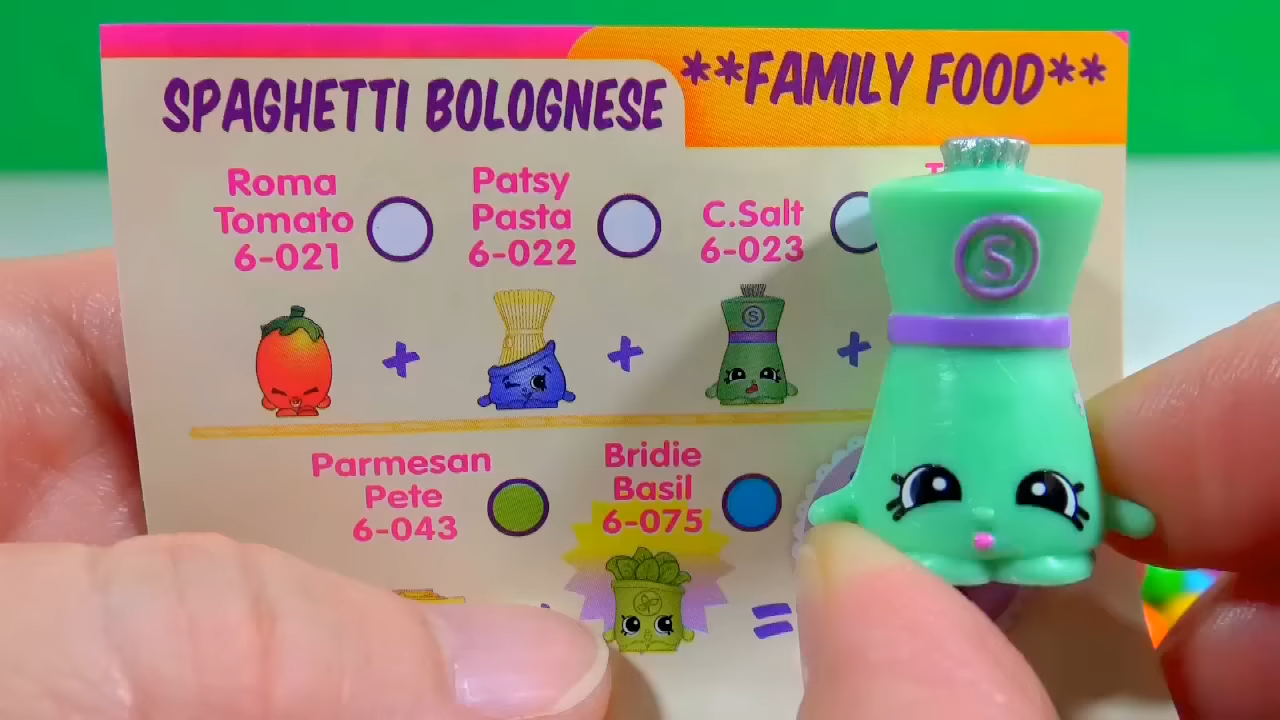 SPAGHETTI BOLOGNESE
**FAMILY FOOD**
Roma
Tomato
6-021
Patsy
Pasta
6-022
C.Salt
6-023
S
+
+
+
S
Parmesan
Pete
6-043
Bridie
Basil
6-075
=